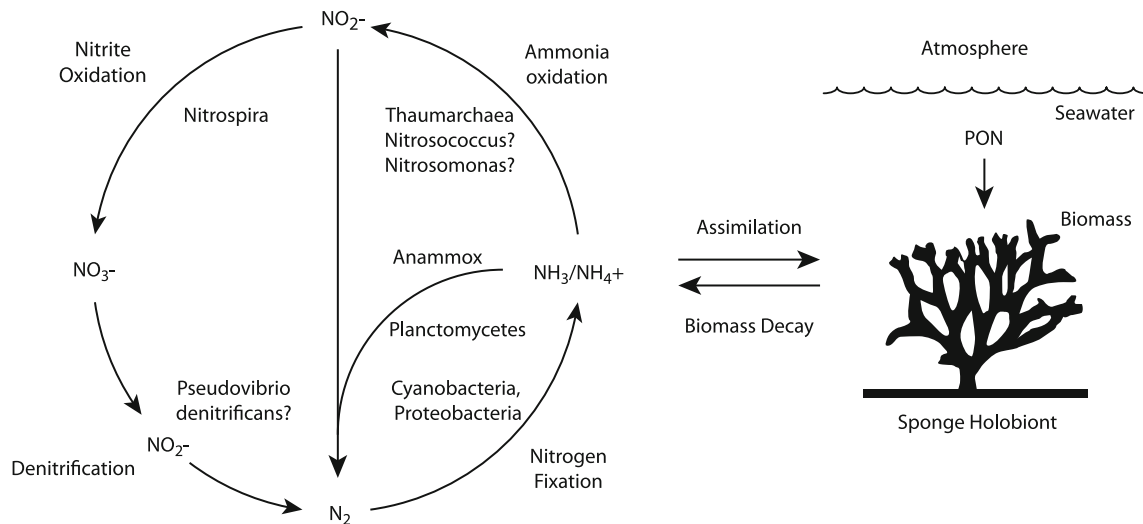 NO₂-
Nitrite
Oxidation
Nitrospira
Ammonia
oxidation
Thaumarchaea
Nitrosococcus?
Nitrosomonas?
NO₃-
Anammox
NH₃/NH₄+
Planctomycetes
Pseudovibrio
denitrificans?
Cyanobacteria,
Proteobacteria
NO₂-
Denitrification
Nitrogen
Fixation
N₂
Assimilation
Biomass Decay
Atmosphere
Seawater
PON
Biomass
Sponge Holobiont